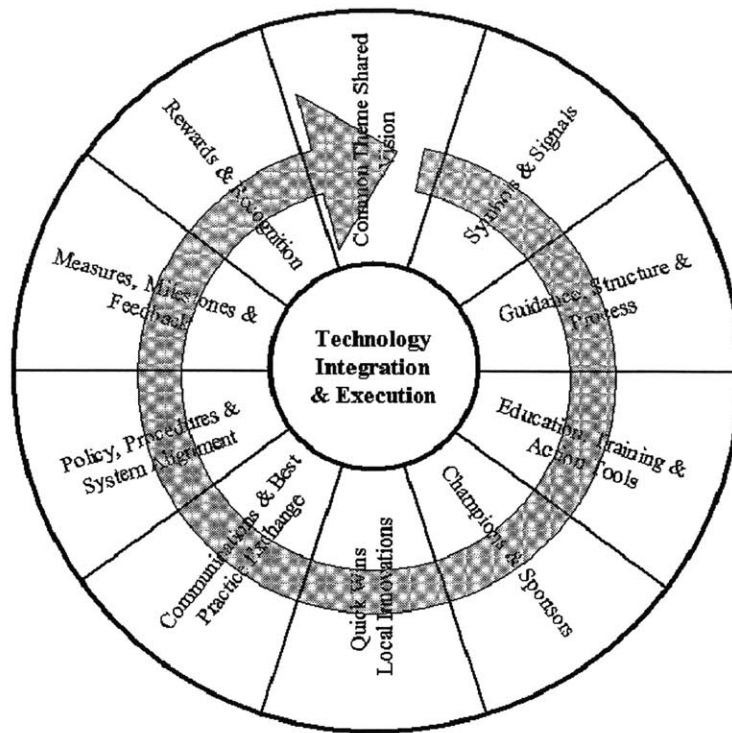 Common Theme Shared
Vision
Symbols & Signals
Guidance, Structure &
Process
Education, Training &
Action Tools
Champions & Sponsors
Quick Wins
Local Innovations
Communications & Best
Practice Exchange
Policy, Procedures &
System Alignment
Measures, Milestones &
Feedback
Rewards & Recognition
Technology
Integration
& Execution